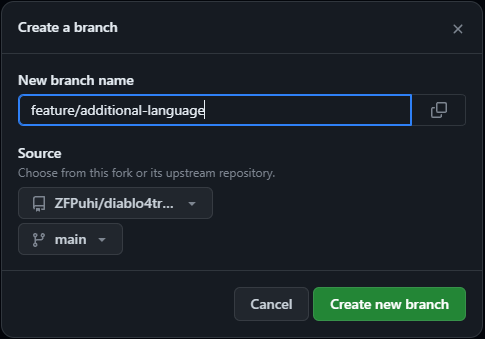 Create a branch
New branch name
feature/additional-language
Source
Choose from this fork or its upstream repository.
ZFPuhi/diablo4tr...
main
Cancel
Create new branch